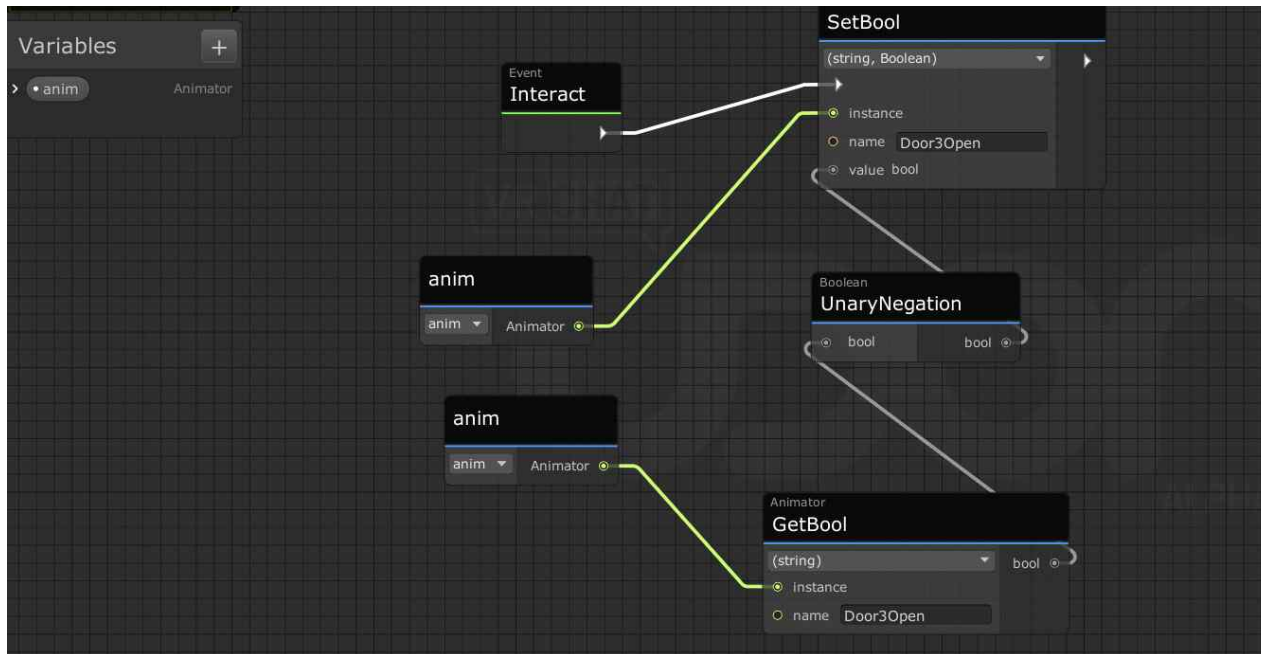 Variables
+
anim Animator
Event
Interact
SetBool
(string, Boolean)
instance
name Door3Open
value bool
anim
anim Animator
Boolean
UnaryNegation
bool bool
anim
anim Animator
Animator
GetBool
(string) bool
instance
name Door3Open